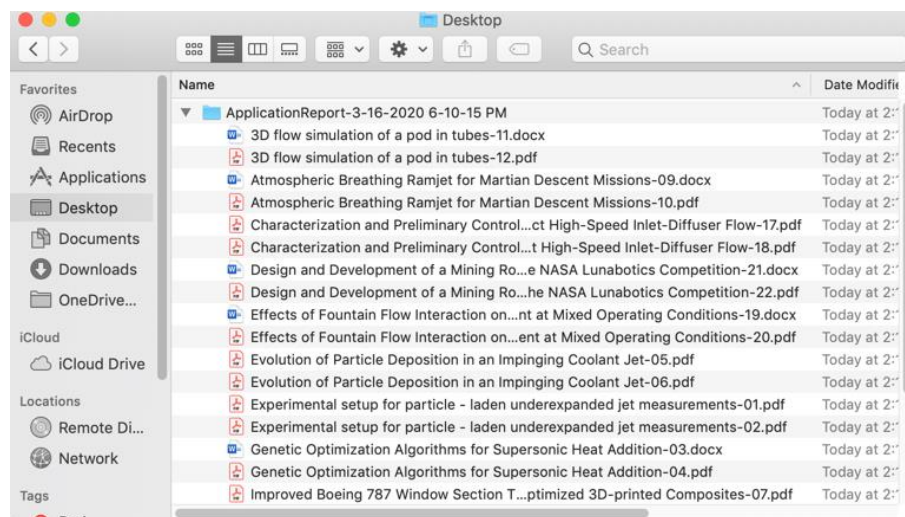 Desktop
Search
Favorites
AirDrop
Recents
Applications
Desktop
Documents
Downloads
OneDrive...
iCloud
iCloud Drive
Locations
Remote Di...
Network
Tags
Name
Date Modifie
ApplicationReport-3-16-2020 6-10-15 PM
Today at 2:
3D flow simulation of a pod in tubes-11.docx
Today at 2:
3D flow simulation of a pod in tubes-12.pdf
Today at 2:
Atmospheric Breathing Ramjet for Martian Descent Missions-09.docx
Today at 2:
Atmospheric Breathing Ramjet for Martian Descent Missions-10.pdf
Today at 2:
Characterization and Preliminary Control...ct High-Speed Inlet-Diffuser Flow-17.pdf
Today at 2:
Characterization and Preliminary Control...t High-Speed Inlet-Diffuser Flow-18.pdf
Today at 2:
Design and Development of a Mining Ro...e NASA Lunabotics Competition-21.docx
Today at 2:
Design and Development of a Mining Ro...he NASA Lunabotics Competition-22.pdf
Today at 2:
Effects of Fountain Flow Interaction on...nt at Mixed Operating Conditions-19.docx
Today at 2:
Effects of Fountain Flow Interaction on...ent at Mixed Operating Conditions-20.pdf
Today at 2:
Evolution of Particle Deposition in an Impinging Coolant Jet-05.pdf
Today at 2:
Evolution of Particle Deposition in an Impinging Coolant Jet-06.pdf
Today at 2:
Experimental setup for particle - laden underexpanded jet measurements-01.pdf
Today at 2:
Experimental setup for particle - laden underexpanded jet measurements-02.pdf
Today at 2:
Genetic Optimization Algorithms for Supersonic Heat Addition-03.docx
Today at 2:
Genetic Optimization Algorithms for Supersonic Heat Addition-04.pdf
Today at 2:
Improved Boeing 787 Window Section T...ptimized 3D-printed Composites-07.pdf
Today at 2: